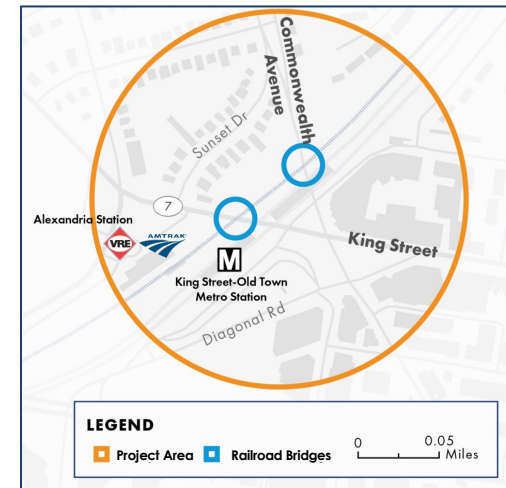 Commonwealth
Avenue
Sunset Dr
7
Alexandria Station
VRE
AMTRAK
King Street
M
King Street-Old Town
Metro Station
Diagonal Rd
LEGEND
Project Area
Railroad Bridges
0
0.05
Miles